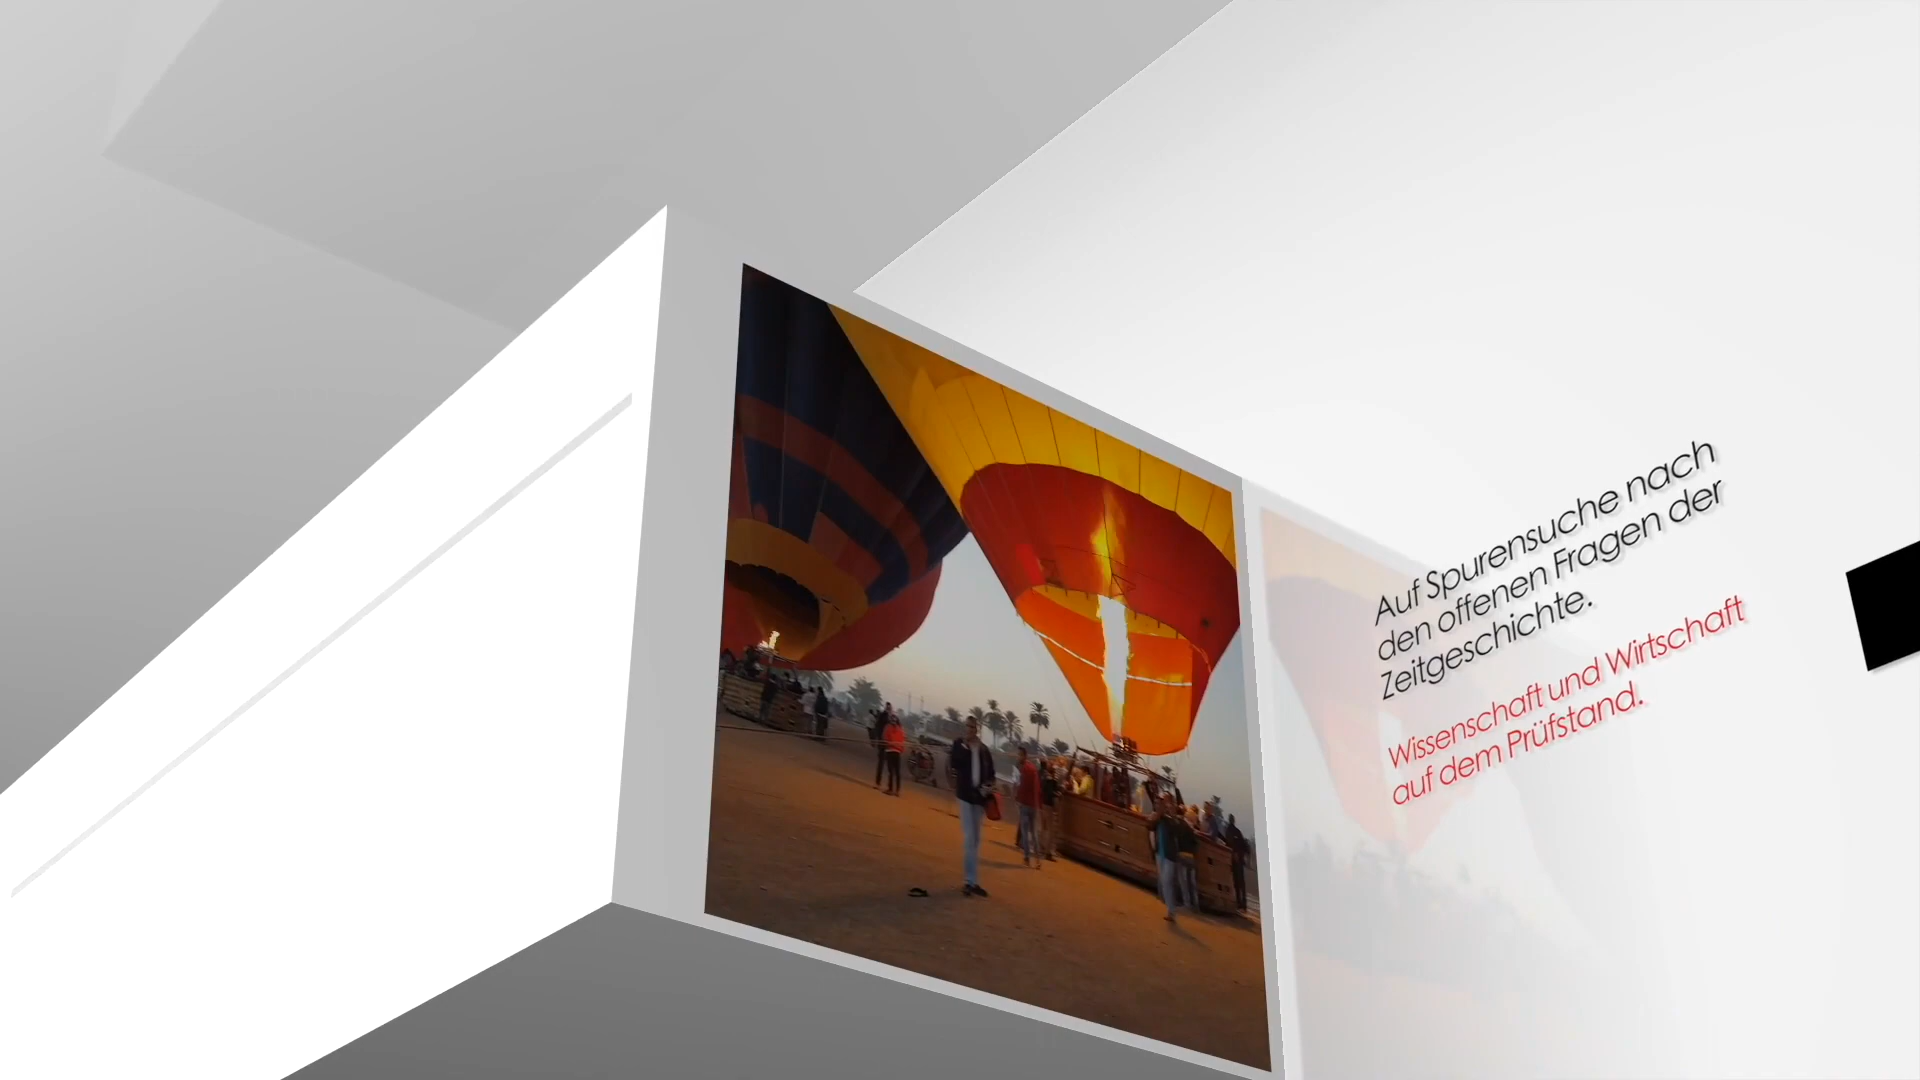 Auf Spurensuche nach
den offenen Fragen der
Zeitgeschichte.
Wissenschaft und Wirtschaft
auf dem Prüfstand.